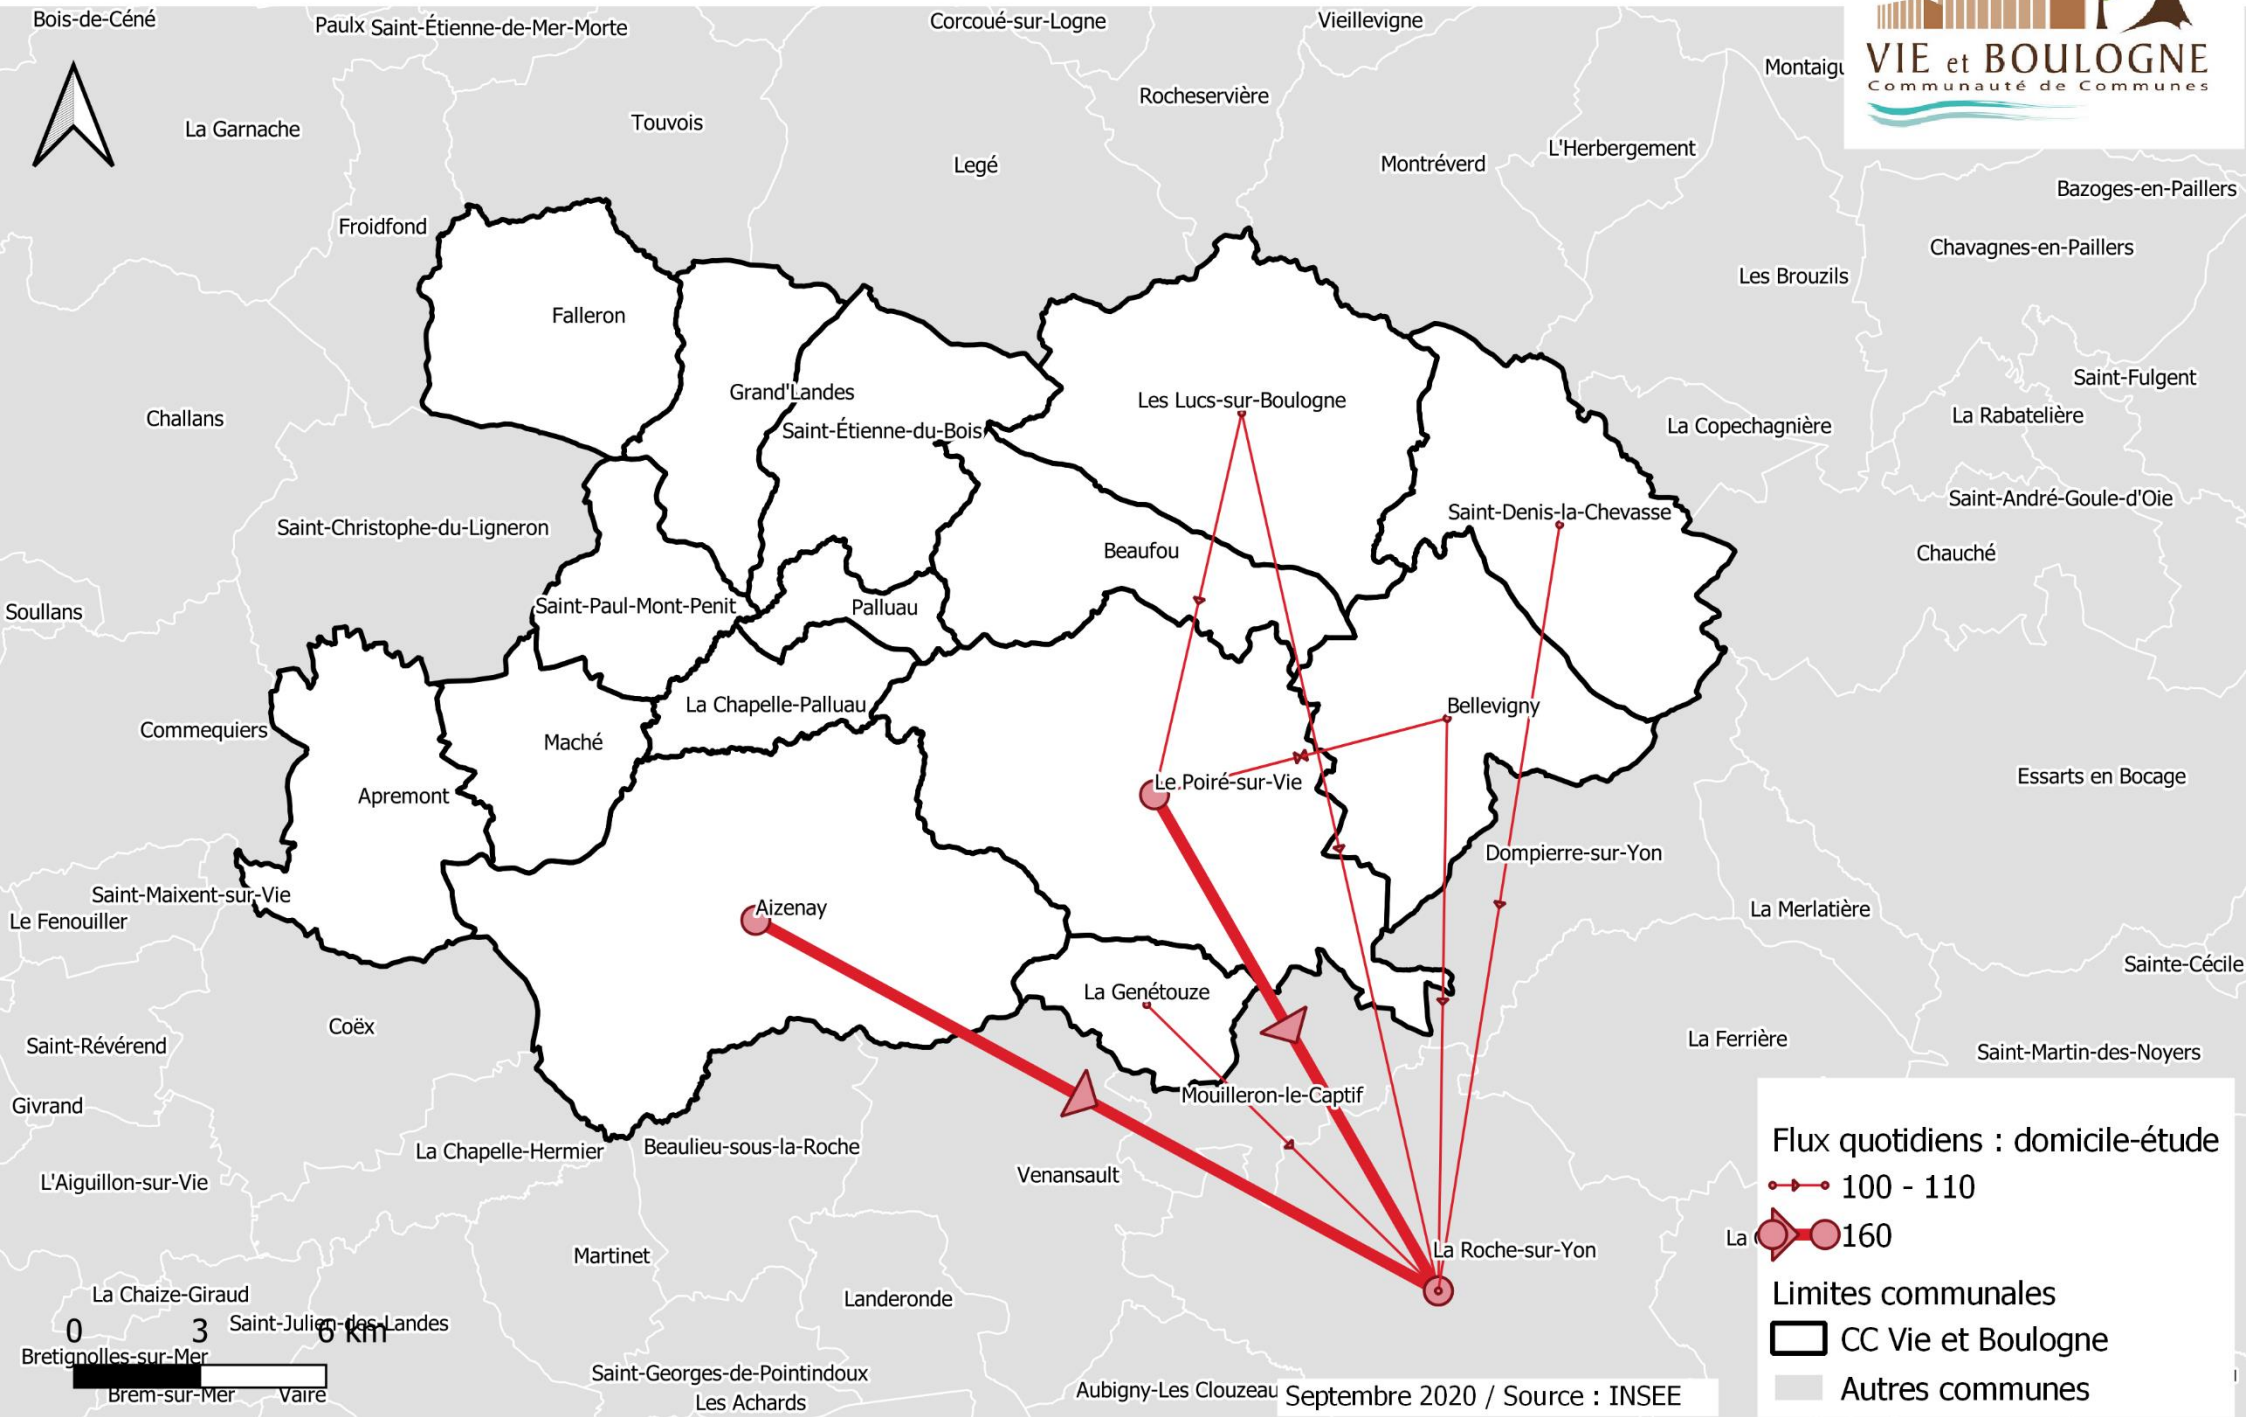 Bois-de-Céné
Paulx
Saint-Étienne-de-Mer-Morte
Corcoué-sur-Logne
Vieillevigne
VIE et BOULOGNE
Communauté de Communes
Rocheservière
La Garnache
Touvois
Legé
Montréverd
L'Herbergement
Bazoges-en-Paillers
Froidfond
Chavagnes-en-Paillers
Les Brouzils
Falleron
Grand'Landes
Les Lucs-sur-Boulogne
Saint-Fulgent
Challans
Saint-Étienne-du-Bois
La Copechagnière
La Rabatelière
Saint-Christophe-du-Ligneron
Saint-Denis-la-Chevasse
Saint-André-Goule-d'Oie
Beaufou
Chauché
Soullans
Saint-Paul-Mont-Penit
Palluau
Commequiers
La Chapelle-Palluau
Bellevigny
Maché
Apremont
Le Poiré-sur-Vie
Essarts en Bocage
Dompierre-sur-Yon
Saint-Maixent-sur-Vie
Le Fenouiller
Aizenay
La Merlatière
Sainte-Cécile
La Genétouze
Coëx
Saint-Révérend
La Ferrière
Saint-Martin-des-Noyers
Givrand
Mouilleron-le-Captif
La Chapelle-Hermier
Beaulieu-sous-la-Roche
Venansault
L'Aiguillon-sur-Vie
Martinet
La Roche-sur-Yon
La Chaize-Giraud
Landeronde
Saint-Julien-des-Landes
0 3 6 km
Bretignolles-sur-Mer
Brem-sur-Mer
Vairé
Saint-Georges-de-Pointindoux
Les Achards
Aubigny-Les Clouzeau
Septembre 2020 / Source : INSEE
Flux quotidiens : domicile-étude
100 - 110
La
160
Limites communales
CC Vie et Boulogne
Autres communes